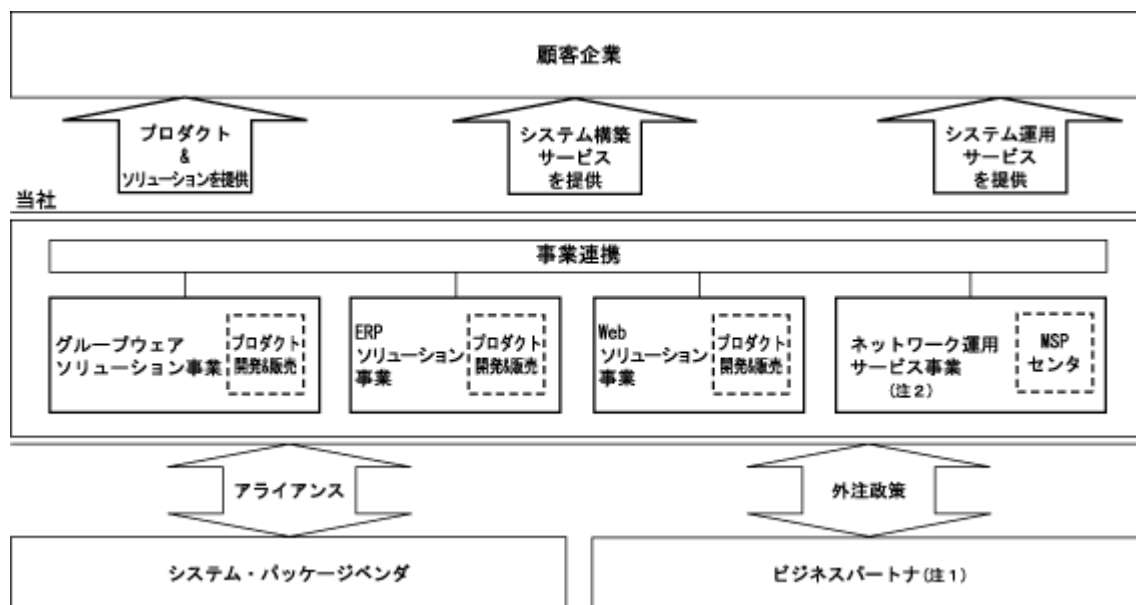 顧客企業
プロダクト
&
ソリューションを提供
システム構築
サービス
を提供
システム運用
サービス
を提供
当社
事業連携
グループウェア
ソリューション事業
プロダクト
開発&販売
ERP
ソリューション
事業
プロダクト
開発&販売
Web
ソリューション
事業
プロダクト
開発&販売
ネットワーク運用
サービス事業
(注2)
MSP
センタ
アライアンス
外注政策
システム・パッケージベンダ
ビジネスパートナ(注1)